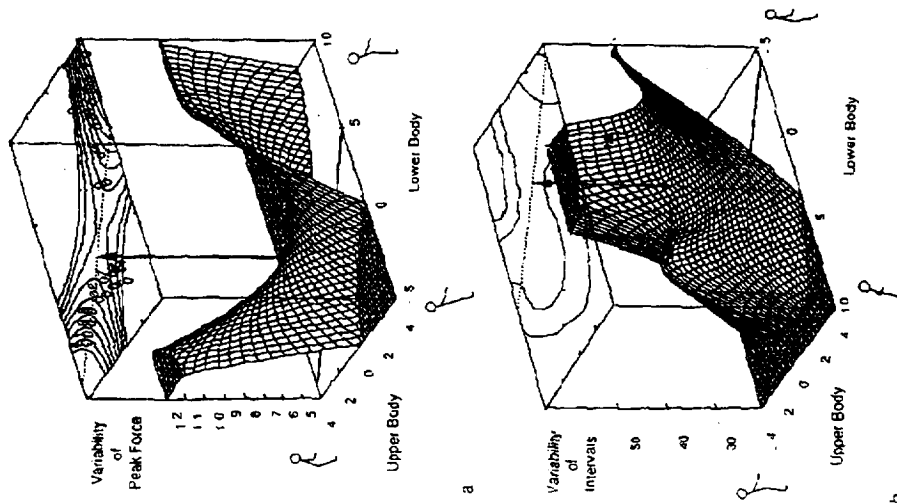 Variability
of
Peak Force
12
11
10
9
8
7
6
5
4
2
0
2
4
Upper Body
- 5
0
5
10
Lower Body
a
Variability
of
Intervals
50
40
30
- 4
2
0
2
4
Upper Body
10
5
0
- 5
Lower Body
b